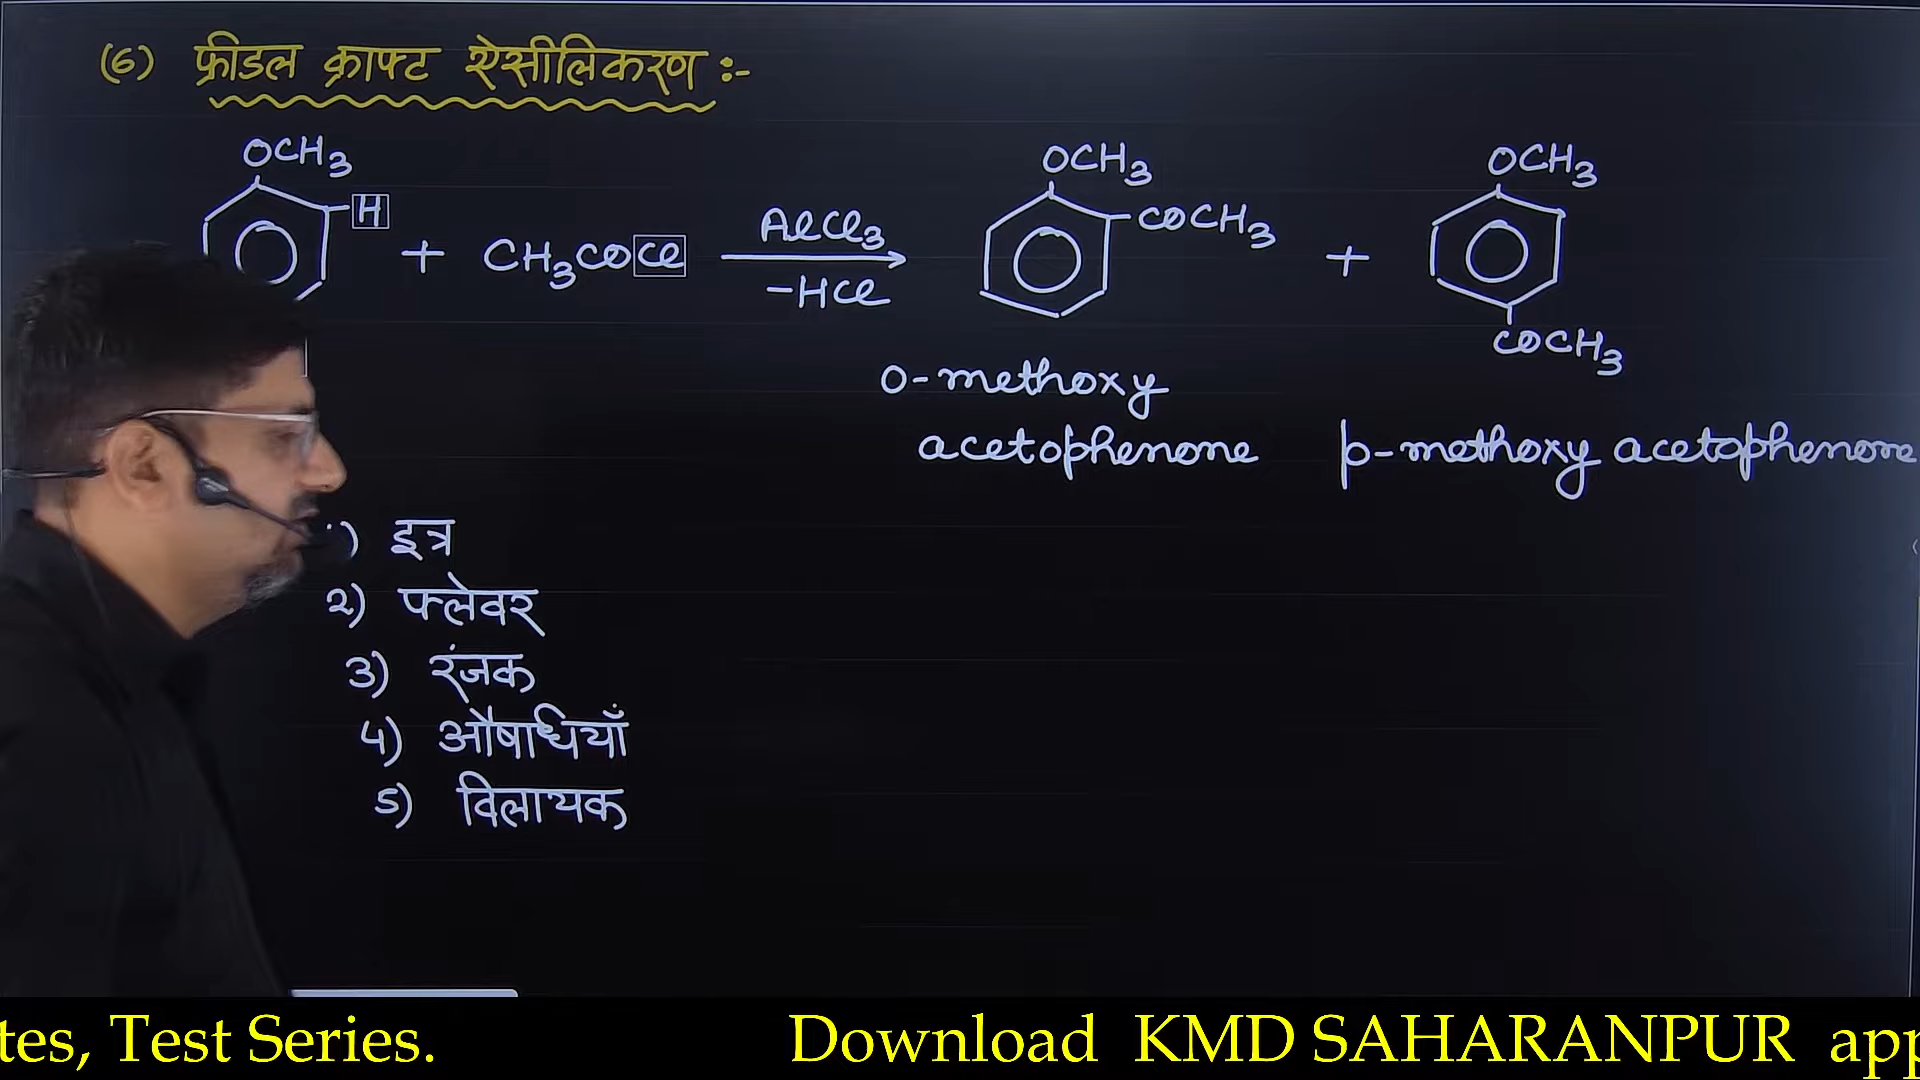 (6) फ्रीडल क्राफ्ट ऐसीलिकरण :-
OCH3
H
+ CH3COCl
AlCl3
-HCl
OCH3
COCH3
+
OCH3
COCH3
o-methoxy
acetophenone
p-methoxy acetophenone
) इत्र
2) फ्लेवर
3) रंजक
4) औषाधियाँ
5) विलायक
tes, Test Series.
Download KMD SAHARANPUR app